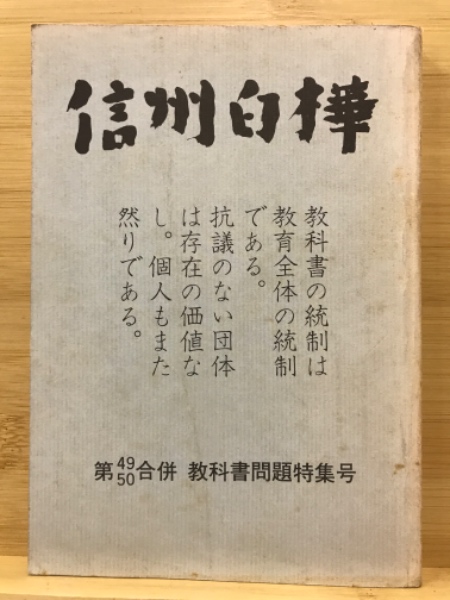 信州白樺
教科書の統制は
教育全体の統制
である。
抗議のない団体
は存在の価値な
し。個人もまた
然りである。
第49/50合併 教科書問題特集号